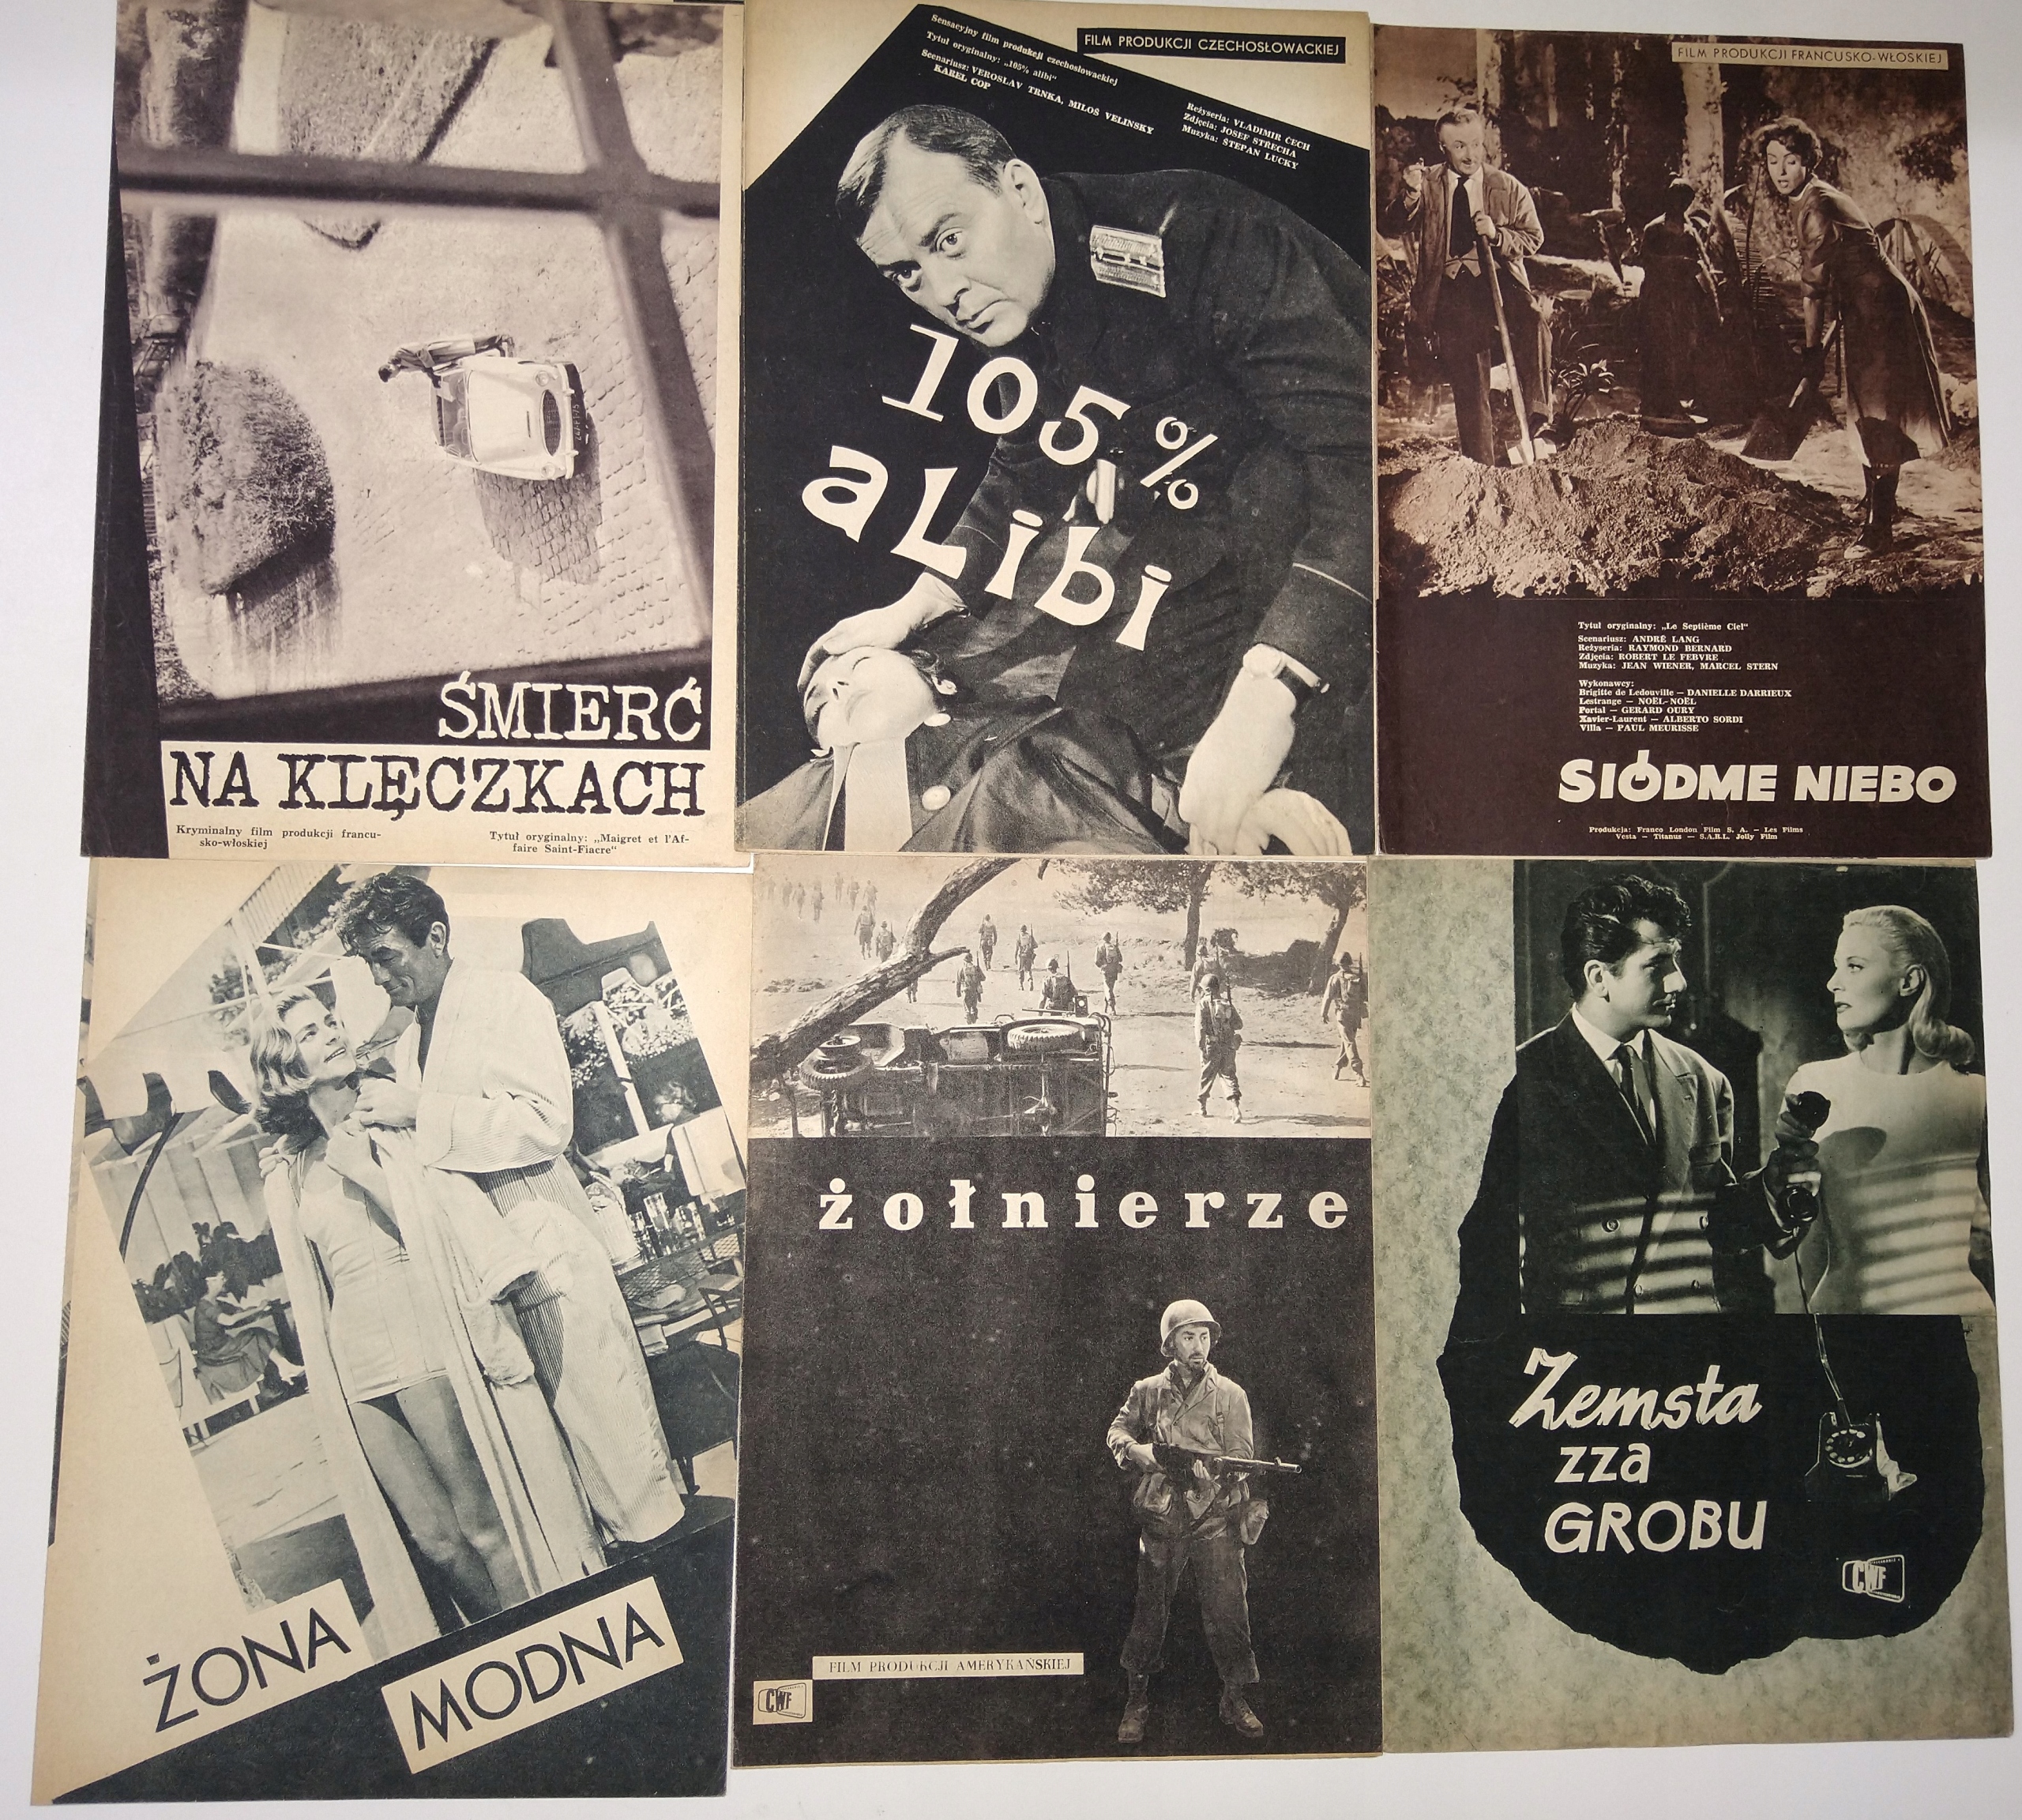 ŚMIERĆ
NA KLĘCZKACH
Kryminalny film produkcji francu-
sko-włoskiej
Tytuł oryginalny: „Maigret et l'Af-
faire Saint-Fiacre"
Sensacyjny film produkcji czechosłowackiej
Tytuł oryginalny: „105% alibi"
Scenariusz: VEROSLAV TRNKA, MILOŠ VELINSKY
KAREL COP
FILM PRODUKCJI CZECHOSŁOWACKIEJ
Reżyseria: VLADIMIR ČECH
Zdjęcia: JOSEF STRECHA
Muzyka: ŠTEPAN LUCKY
105%
aLibi
FILM PRODUKCJI FRANCUSKO-WŁOSKIEJ
Tytuł oryginalny: „Le Septième Ciel"
Scenariusz: ANDRÉ LANG
Reżyseria: RAYMOND BERNARD
Zdjęcia: ROBERT LE FEBVRE
Muzyka: JEAN WIENER, MARCEL STERN
Wykonawcy:
Brigitte de Ledouville — DANIELLE DARRIEUX
Lestrange — NOËL-NOËL
Portal — GERARD OURY
Xavier-Laurent — ALBERTO SORDI
Villa — PAUL MEURISSE
SIÓDME NIEBO
Produkcja: Franco London Film S. A. — Les Films
Vesta — Titanus — S.A.R.L. Jolly Film
ŻONA
MODNA
żołnierze
FILM PRODUKCJI AMERYKAŃSKIEJ
CWF
Zemsta
zza
GROBU
CWF